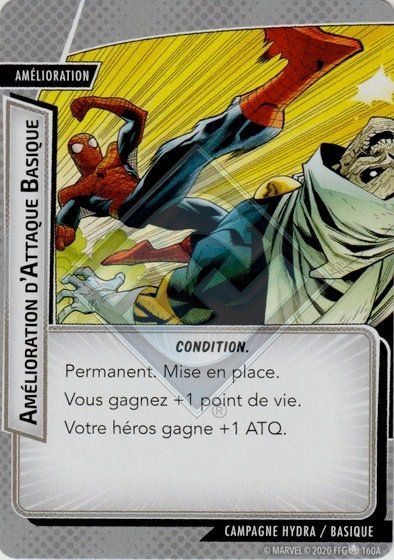 AMÉLIORATION
AMÉLIORATION D'ATTAQUE BASIQUE
CONDITION.
Permanent. Mise en place.
Vous gagnez +1 point de vie.
Votre héros gagne +1 ATQ.
®
CAMPAGNE HYDRA / BASIQUE
© MARVEL © 2020 FFG 160A